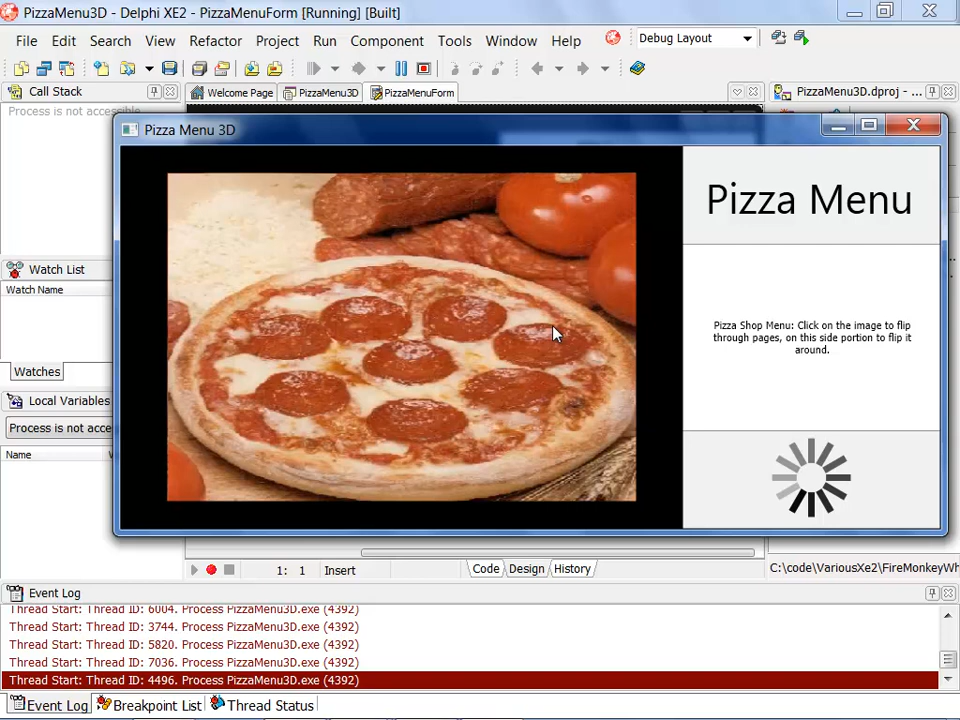 PizzaMenu3D - Delphi XE2 - PizzaMenuForm [Running] [Built]
File Edit Search View Refactor Project Run Component Tools Window Help
Debug Layout
Call Stack
Welcome Page PizzaMenu3D PizzaMenuForm
PizzaMenu3D.dproj - ...
Process is not accessible
Pizza Menu 3D
Pizza Menu
Pizza Shop Menu: Click on the image to flip
through pages, on this side portion to flip it
around.
Watch List
Watch Name
Watches
Local Variables
Process is not acce
Name
1: 1 Insert
Code Design History
C:\code\VariousXe2\FireMonkeyWh
Event Log
Thread Start: Thread ID: 6004. Process PizzaMenu3D.exe (4392)
Thread Start: Thread ID: 3744. Process PizzaMenu3D.exe (4392)
Thread Start: Thread ID: 5820. Process PizzaMenu3D.exe (4392)
Thread Start: Thread ID: 7036. Process PizzaMenu3D.exe (4392)
Thread Start: Thread ID: 4496. Process PizzaMenu3D.exe (4392)
Event Log Breakpoint List Thread Status